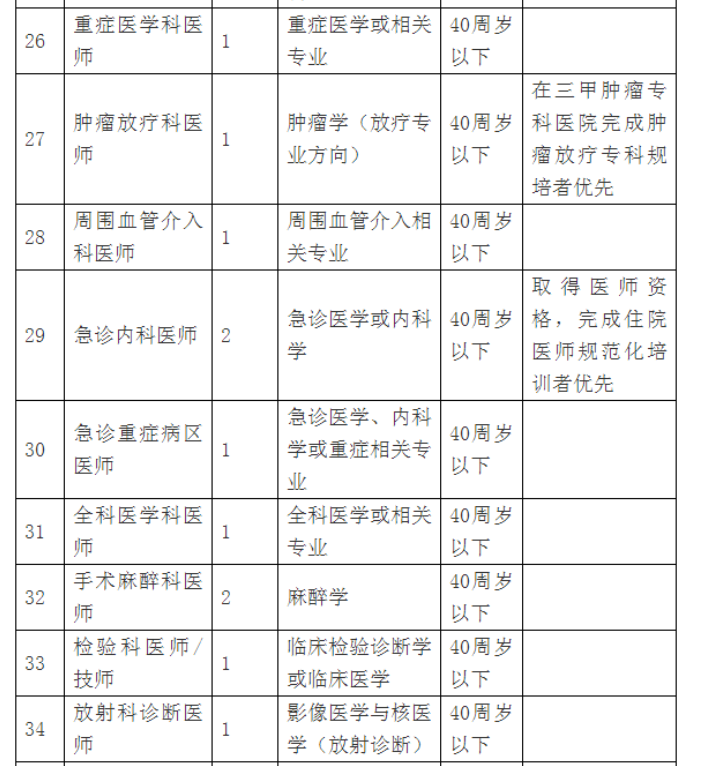 26
重症医学科医
师
1
重症医学或相关
专业
40周岁
以下
27
肿瘤放疗科医
师
1
肿瘤学（放疗专
业方向）
40周岁
以下
在三甲肿瘤专
科医院完成肿
瘤放疗专科规
培者优先
28
周围血管介入
科医师
1
周围血管介入相
关专业
40周岁
以下
29
急诊内科医师
2
急诊医学或内科
学
40周岁
以下
取得医师资
格，完成住院
医师规范化培
训者优先
30
急诊重症病区
医师
1
急诊医学、内科
学或重症相关专
业
40周岁
以下
31
全科医学科医
师
1
全科医学或相关
专业
40周岁
以下
32
手术麻醉科医
师
2
麻醉学
40周岁
以下
33
检验科医师/
技师
1
临床检验诊断学
或临床医学
40周岁
以下
34
放射科诊断医
师
1
影像医学与核医
学（放射诊断）
40周岁
以下